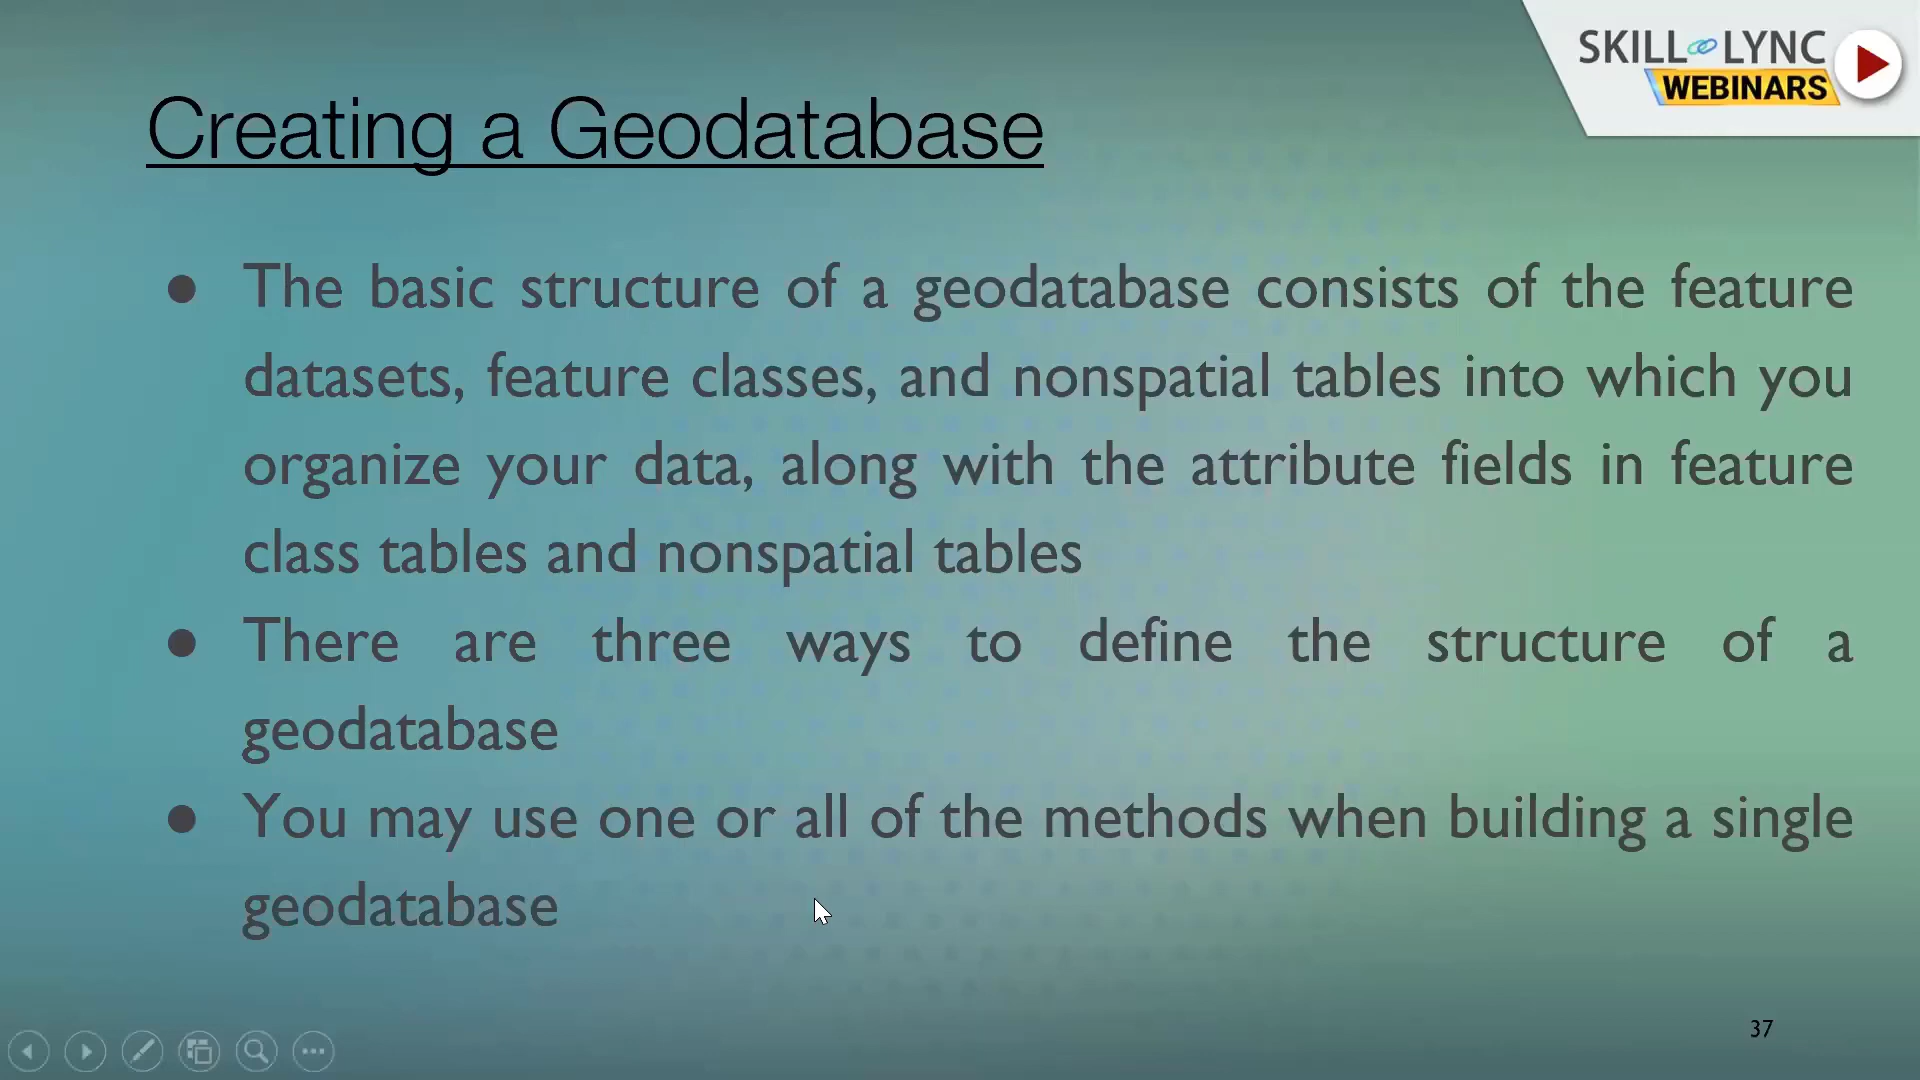 SKILL LYNC
WEBINARS
Creating a Geodatabase
● The basic structure of a geodatabase consists of the feature
datasets, feature classes, and nonspatial tables into which you
organize your data, along with the attribute fields in feature
class tables and nonspatial tables
● There are three ways to define the structure of a
geodatabase
● You may use one or all of the methods when building a single
geodatabase
37